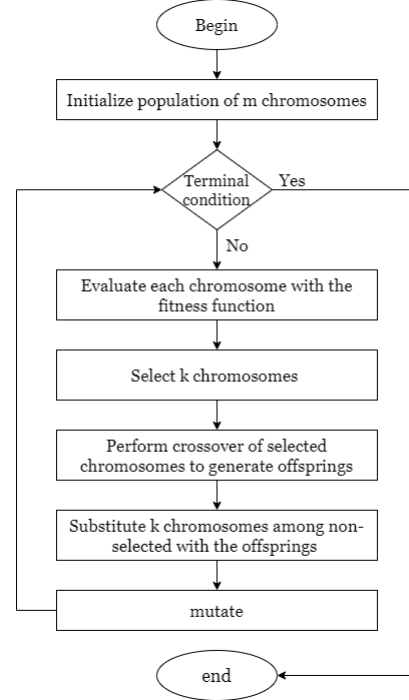 Begin
Initialize population of m chromosomes
Terminal
condition
Yes
No
Evaluate each chromosome with the
fitness function
Select k chromosomes
Perform crossover of selected
chromosomes to generate offsprings
Substitute k chromosomes among non-
selected with the offsprings
mutate
end